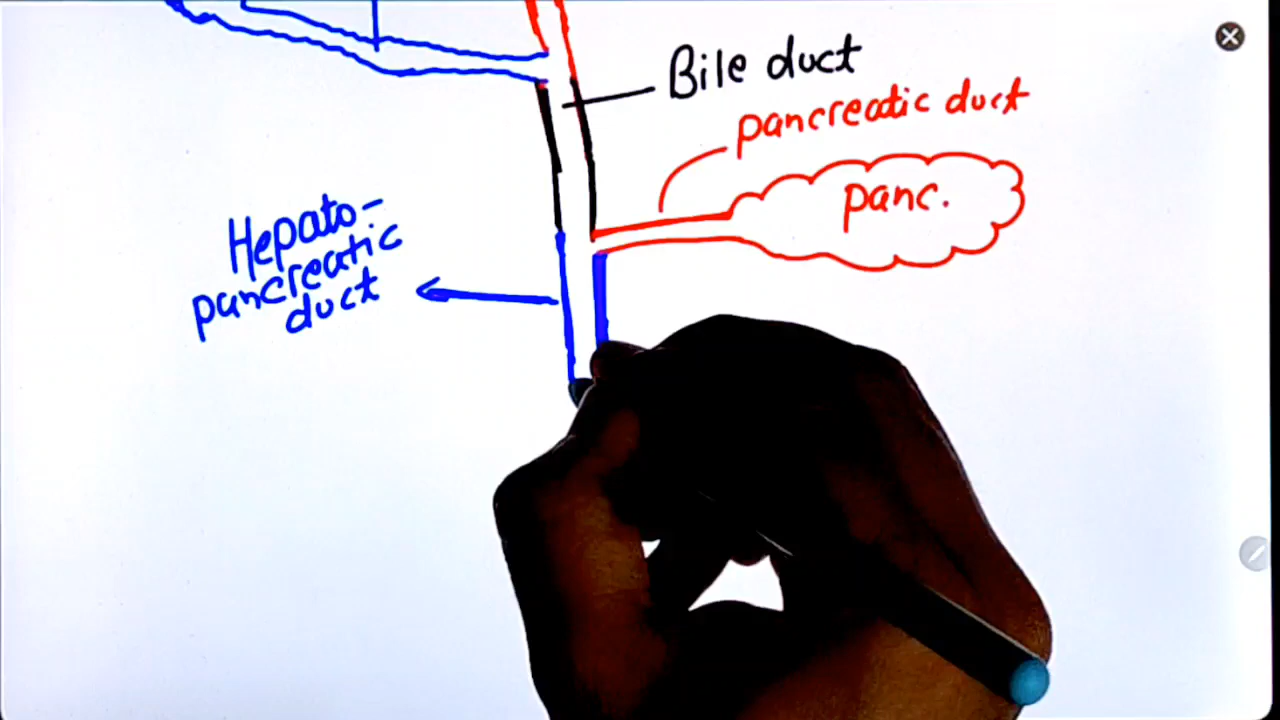 Bile duct
pancreatic duct
panc.
Hepato-
pancreatic
duct